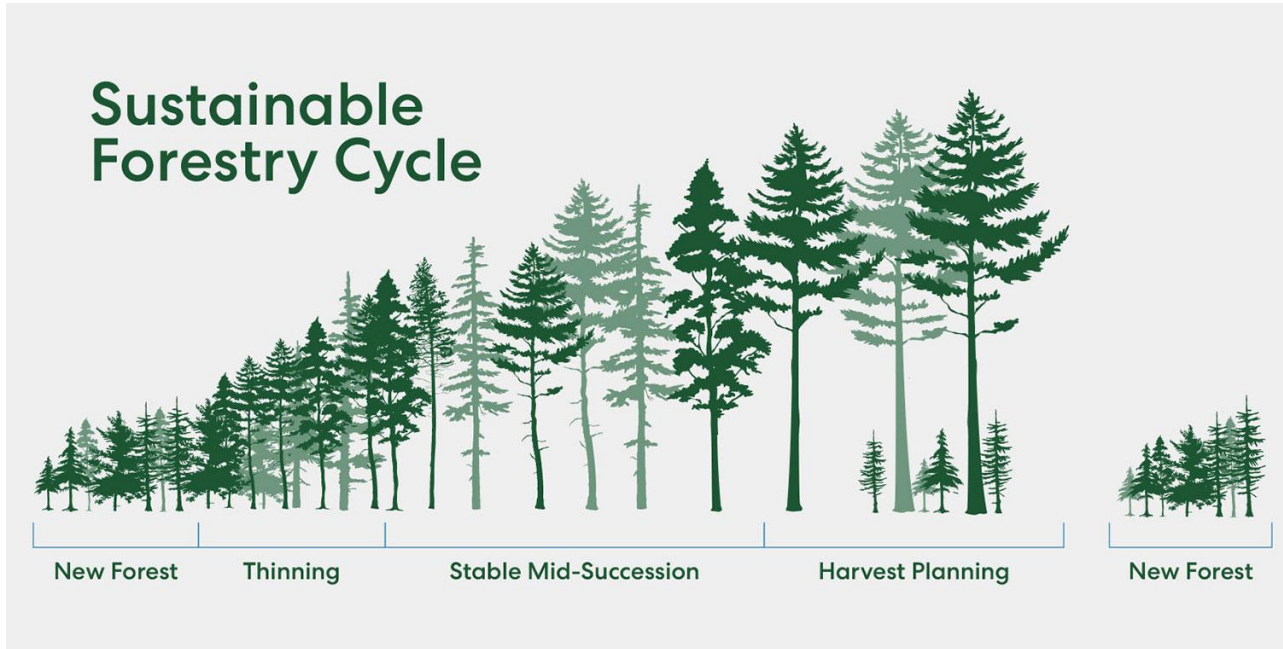 Sustainable
Forestry Cycle
New Forest
Thinning
Stable Mid-Succession
Harvest Planning
New Forest